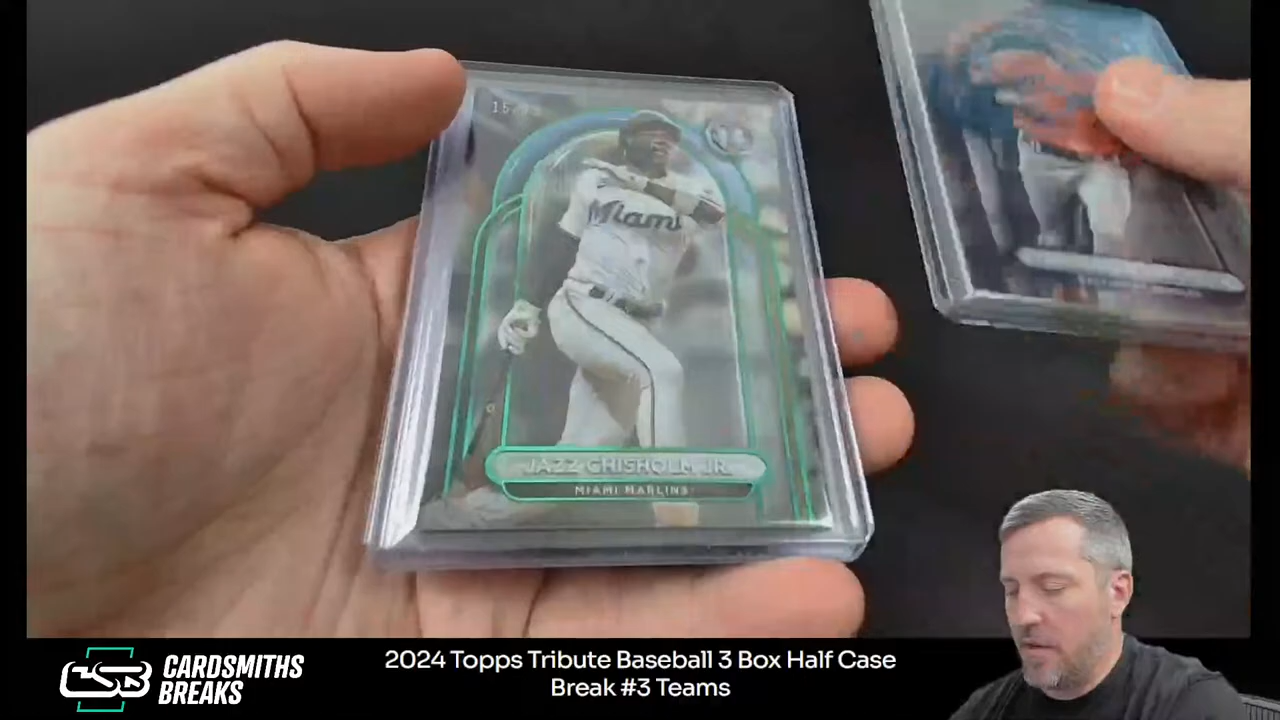 Miami
JAZZ CHISHOLM JR.
MIAMI MARLINS
CSB
CARDSMITHS
BREAKS
2024 Topps Tribute Baseball 3 Box Half Case
Break #3 Teams